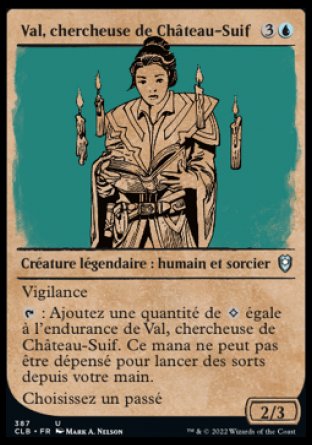 Val, chercheuse de Château-Suif 3
Créature légendaire : humain et sorcier
Vigilance
: Ajoutez une quantité de égale
à l'endurance de Val, chercheuse de
Château-Suif. Ce mana ne peut pas
être dépensé pour lancer des sorts
depuis votre main.
Choisissez un passé
2/3
387 U
CLB • FR Mark A. Nelson
™ & © 2022 Wizards of the Coast